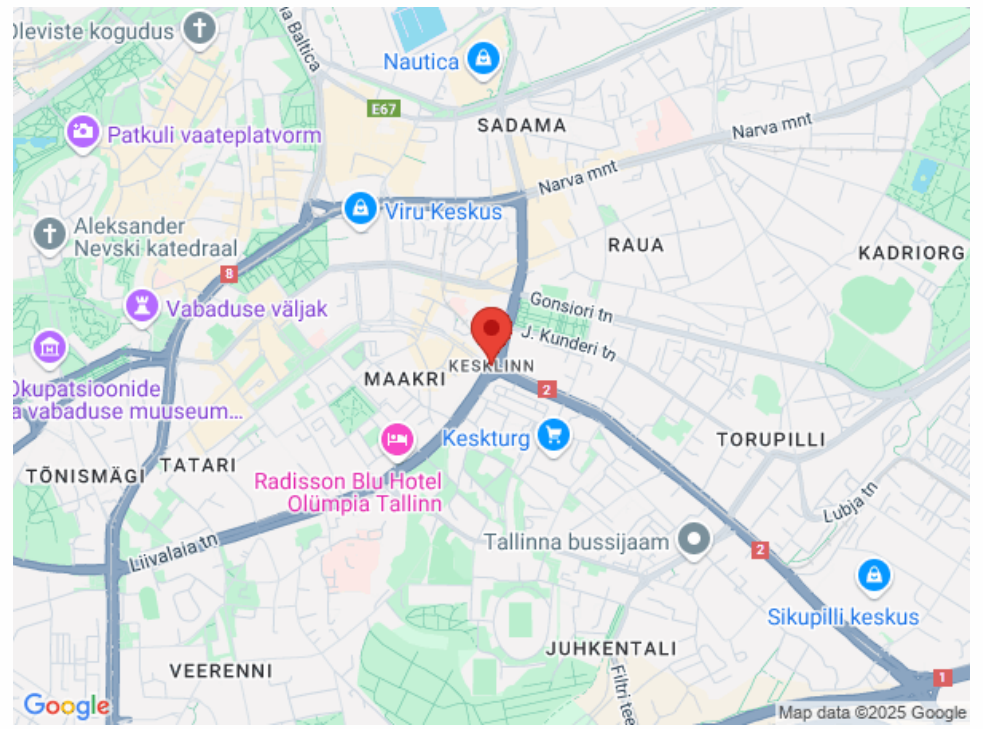 Oleviste kogudus
Baltica
Nautica
E67
SADAMA
Narva mnt
Patkuli vaateplatvorm
Narva mnt
Viru Keskus
Aleksander
Nevski katedraal
RAUA
KADRIORG
8
Gonsiori tn
Vabaduse väljak
J. Kunderi tn
KESKLINN
MAAKRI
2
Okupatsioonide
a vabaduse muuseum...
Keskturg
TORUPILLI
TATARI
TÕNISMÄGI
Radisson Blu Hotel
Olümpia Tallinn
Lubja tn
Liivalaia tn
Tallinna bussijaam
2
Sikupilli keskus
JUHKENTALI
VEERENNI
Filtri tee
1
Google
Map data ©2025 Google